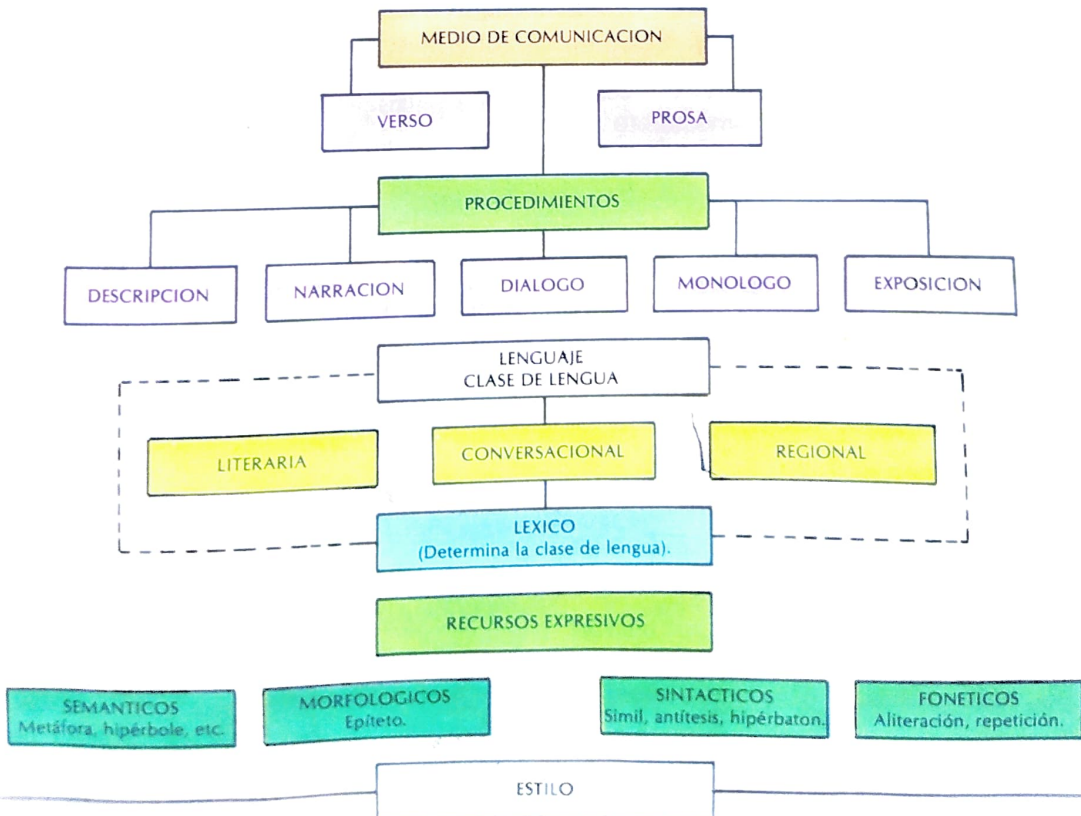 MEDIO DE COMUNICACION
VERSO
PROSA
PROCEDIMIENTOS
DESCRIPCION
NARRACION
DIALOGO
MONOLOGO
EXPOSICION
LENGUAJE
CLASE DE LENGUA
LITERARIA
CONVERSACIONAL
REGIONAL
LEXICO
(Determina la clase de lengua).
RECURSOS EXPRESIVOS
SEMANTICOS
Metáfora, hipérbole, etc.
MORFOLOGICOS
Epíteto.
SINTACTICOS
Símil, antítesis, hipérbaton.
FONETICOS
Aliteración, repetición.
ESTILO